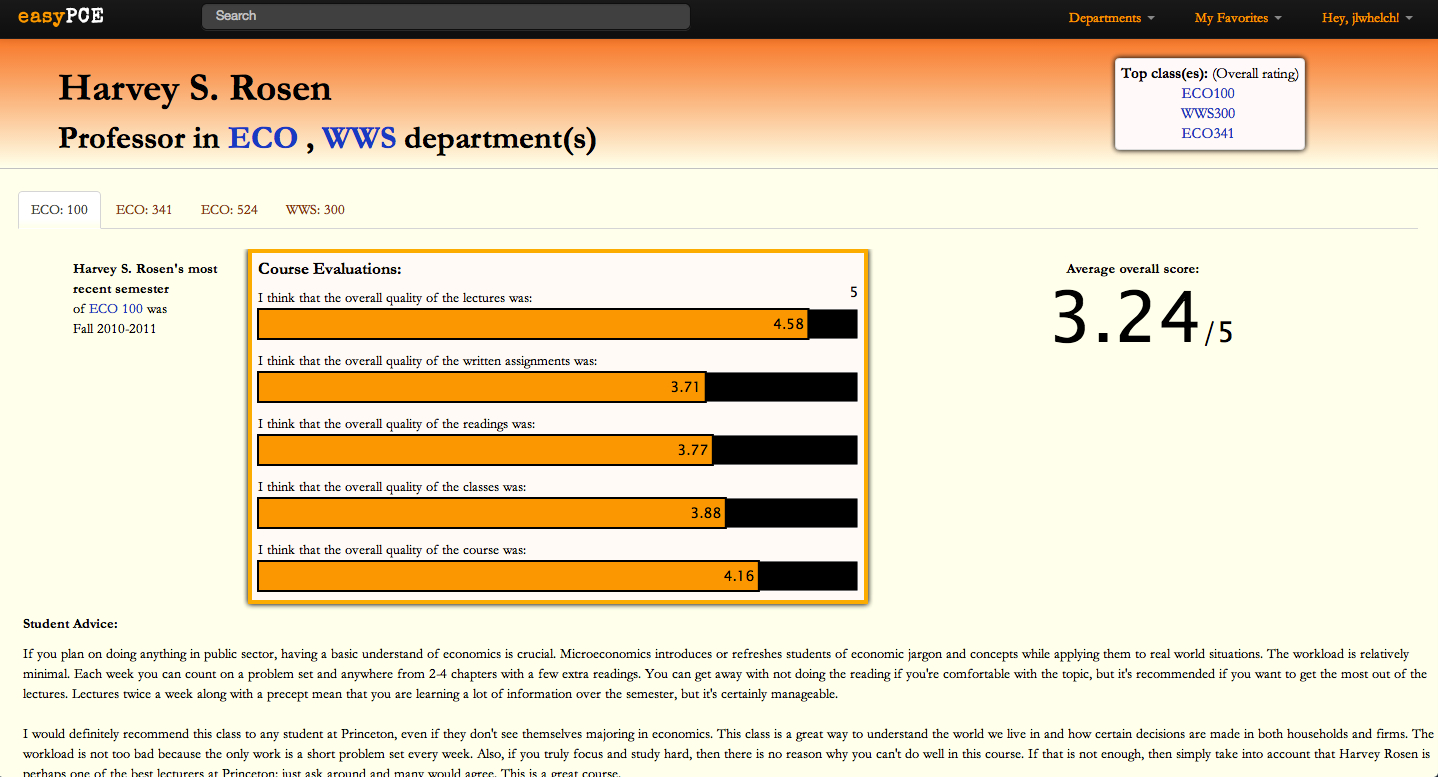 easyPCE
Search
Departments
My Favorites
Hey, jlwhelch!
Harvey S. Rosen
Professor in ECO , WWS department(s)
Top class(es): (Overall rating)
ECO100
WWS300
ECO341
ECO: 100
ECO: 341
ECO: 524
WWS: 300
Harvey S. Rosen's most
recent semester
of ECO 100 was
Fall 2010-2011
Course Evaluations:
I think that the overall quality of the lectures was:
5
4.58
I think that the overall quality of the written assignments was:
3.71
I think that the overall quality of the readings was:
3.77
I think that the overall quality of the classes was:
3.88
I think that the overall quality of the course was:
4.16
Average overall score:
3.24/5
Student Advice:
If you plan on doing anything in public sector, having a basic understand of economics is crucial. Microeconomics introduces or refreshes students of economic jargon and concepts while applying them to real world situations. The workload is relatively
minimal. Each week you can count on a problem set and anywhere from 2-4 chapters with a few extra readings. You can get away with not doing the reading if you're comfortable with the topic, but it's recommended if you want to get the most out of the
lectures. Lectures twice a week along with a precept mean that you are learning a lot of information over the semester, but it's certainly manageable.
I would definitely recommend this class to any student at Princeton, even if they don't see themselves majoring in economics. This class is a great way to understand the world we live in and how certain decisions are made in both households and firms. The
workload is not too bad because the only work is a short problem set every week. Also, if you truly focus and study hard, then there is no reason why you can't do well in this course. If that is not enough, then simply take into account that Harvey Rosen is
perhaps one of the best lecturers at Princeton; just ask around and many would agree. This is a great course.